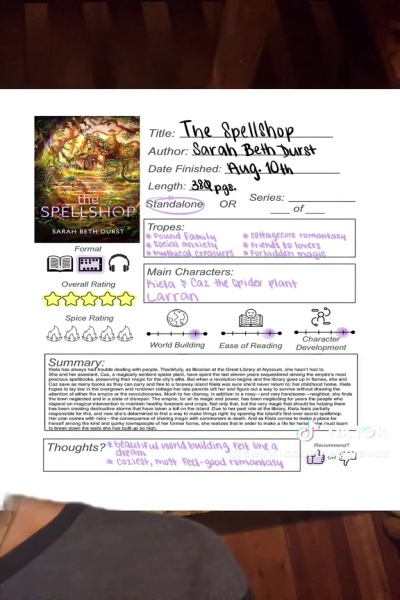 the
SPELLSHOP
SARAH BETH DURST
Title: The Spellshop
Author: Sarah Beth Durst
Date Finished: Aug. 10th
Length: pgs.
Standalone OR Series:
of
Format
Overall Rating
Spice Rating
Tropes:
* Found Family
* social anxiety
* mythical creatures
* cottagecore romantasy
* friends to lovers
* forbidden magic
Main Characters:
Kiela & Caz the spider plant
Larran
World Building
Ease of Reading
Character
Development
Summary:
Kiela has always had trouble dealing with people. Thankfully, as librarian at the Great Library of Alyssium, she hasn't had to.
She and her assistant, Caz, a magically sentient spider plant, have spent the last eleven years sequestered among the empire's most
precious spellbooks, preserving their magic for the city's elite. But when a revolution begins and the library goes up in flames, she and
Caz save as many books as they can carry and flee to a faraway island Kiela was sure she'd never return to: her childhood home. Kiela
hopes to lay low in the overgrown and rundown cottage her late parents left her and figure out a way to survive without drawing the
attention of either the empire or the revolutionaries. Much to her dismay, in addition to a nosy—and very handsome—neighbor, she finds
the town neglected and in a state of disrepair. The empire, for all its magic and power, has been neglecting for years the people who
depend on magical intervention to maintain healthy livestock and crops. Not only that, but the very magic that should be helping them
has been creating destructive storms that have taken a toll on the island. Due to her past role at the library, Kiela feels partially
responsible for this, and now she's determined to find a way to make things right: by opening the island's first-ever secret spellshop.
Her plan comes with risks—the consequence of sharing magic with commoners is death. And as Kiela comes to make a place for
herself among the kind and quirky townspeople of her former home, she realizes that in order to make a life for herself, she must learn
to break down the walls she has built up so high.
Thoughts? * beautiful world building felt like a
dream
* coziest, most feel-good romantasy
Recommend?
or